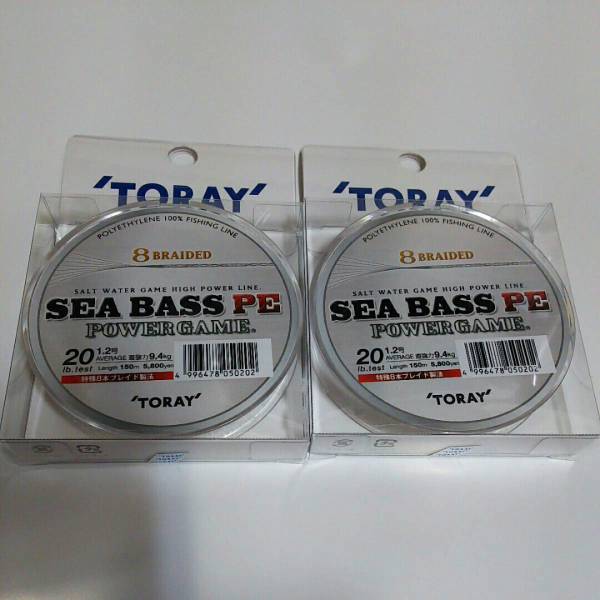 'TORAY'
POLYETHYLENE 100% FISHING LINE
8 BRAIDED
SALT WATER GAME HIGH POWER LINE.
SEA BASS PE
POWER GAME®
20 lb.test
1.2号
AVERAGE 直強力 9.4kg
Length 150m 5,800yen
特殊8本ブレイド製法
4 996478 050202
'TORAY'
'TORAY'
POLYETHYLENE 100% FISHING LINE
8 BRAIDED
SALT WATER GAME HIGH POWER LINE.
SEA BASS PE
POWER GAME®
20 lb.test
1.2号
AVERAGE 直強力 9.4kg
Length 150m 5,800yen
特殊8本ブレイド製法
4 996478 050202
'TORAY'